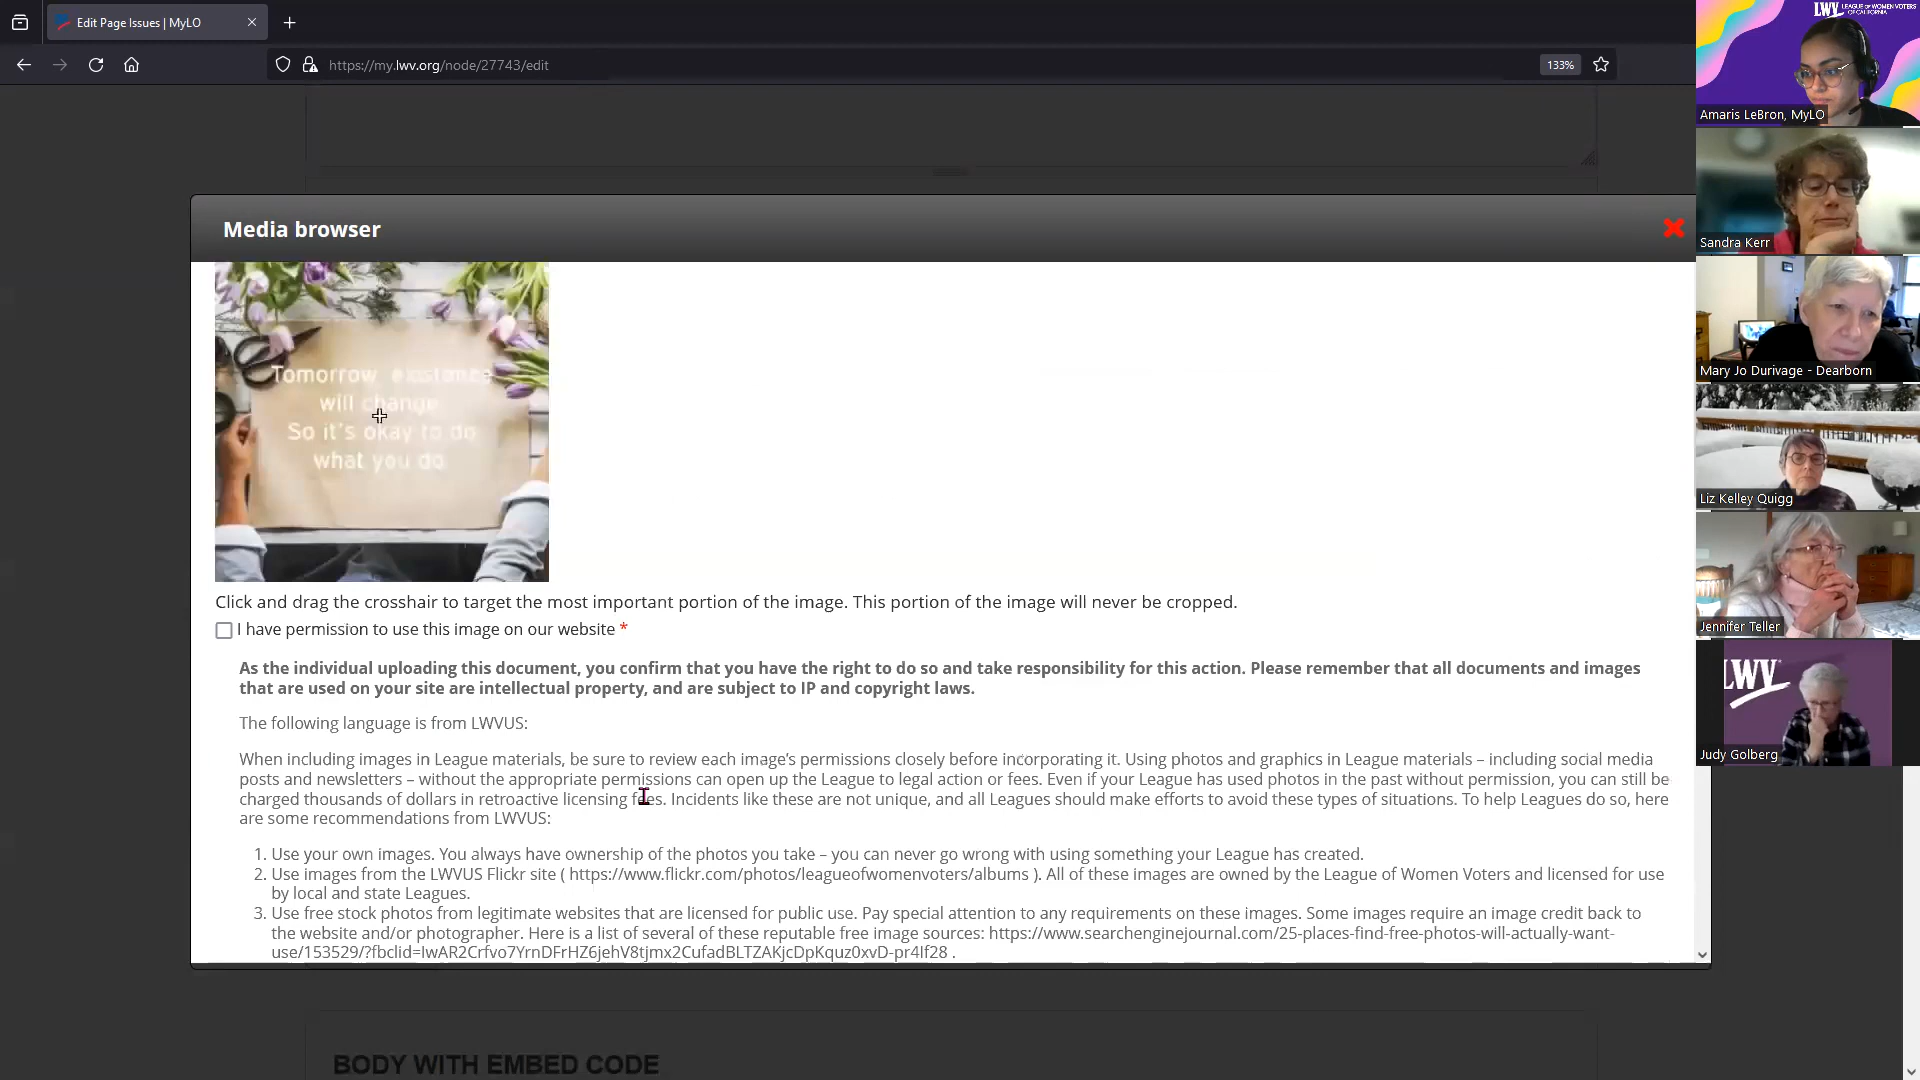 Edit Page Issues | MyLO
https://my.lwv.org/node/27743/edit
133%
LWV LEAGUE OF WOMEN VOTERS
OF CALIFORNIA
Amaris LeBron, MyLO
Sandra Kerr
Mary Jo Durivage - Dearborn
Liz Kelley Quigg
Jennifer Teller
LWV
Judy Golberg
Media browser
Tomorrow, existance
will change
So it's okay to do
what you do
Click and drag the crosshair to target the most important portion of the image. This portion of the image will never be cropped.
I have permission to use this image on our website *
As the individual uploading this document, you confirm that you have the right to do so and take responsibility for this action. Please remember that all documents and images
that are used on your site are intellectual property, and are subject to IP and copyright laws.
The following language is from LWVUS:
When including images in League materials, be sure to review each image's permissions closely before incorporating it. Using photos and graphics in League materials – including social media
posts and newsletters – without the appropriate permissions can open up the League to legal action or fees. Even if your League has used photos in the past without permission, you can still be
charged thousands of dollars in retroactive licensing fees. Incidents like these are not unique, and all Leagues should make efforts to avoid these types of situations. To help Leagues do so, here
are some recommendations from LWVUS:
1. Use your own images. You always have ownership of the photos you take – you can never go wrong with using something your League has created.
2. Use images from the LWVUS Flickr site ( https://www.flickr.com/photos/leagueofwomenvoters/albums ). All of these images are owned by the League of Women Voters and licensed for use
by local and state Leagues.
3. Use free stock photos from legitimate websites that are licensed for public use. Pay special attention to any requirements on these images. Some images require an image credit back to
the website and/or photographer. Here is a list of several of these reputable free image sources: https://www.searchenginejournal.com/25-places-find-free-photos-will-actually-want-
use/153529/?fbclid=IwAR2Crfvo7YrnDFrHZ6jehV8tjmx2CufadBLTZAKjcDpKquz0xvD-pr4lf28 .
BODY WITH EMBED CODE